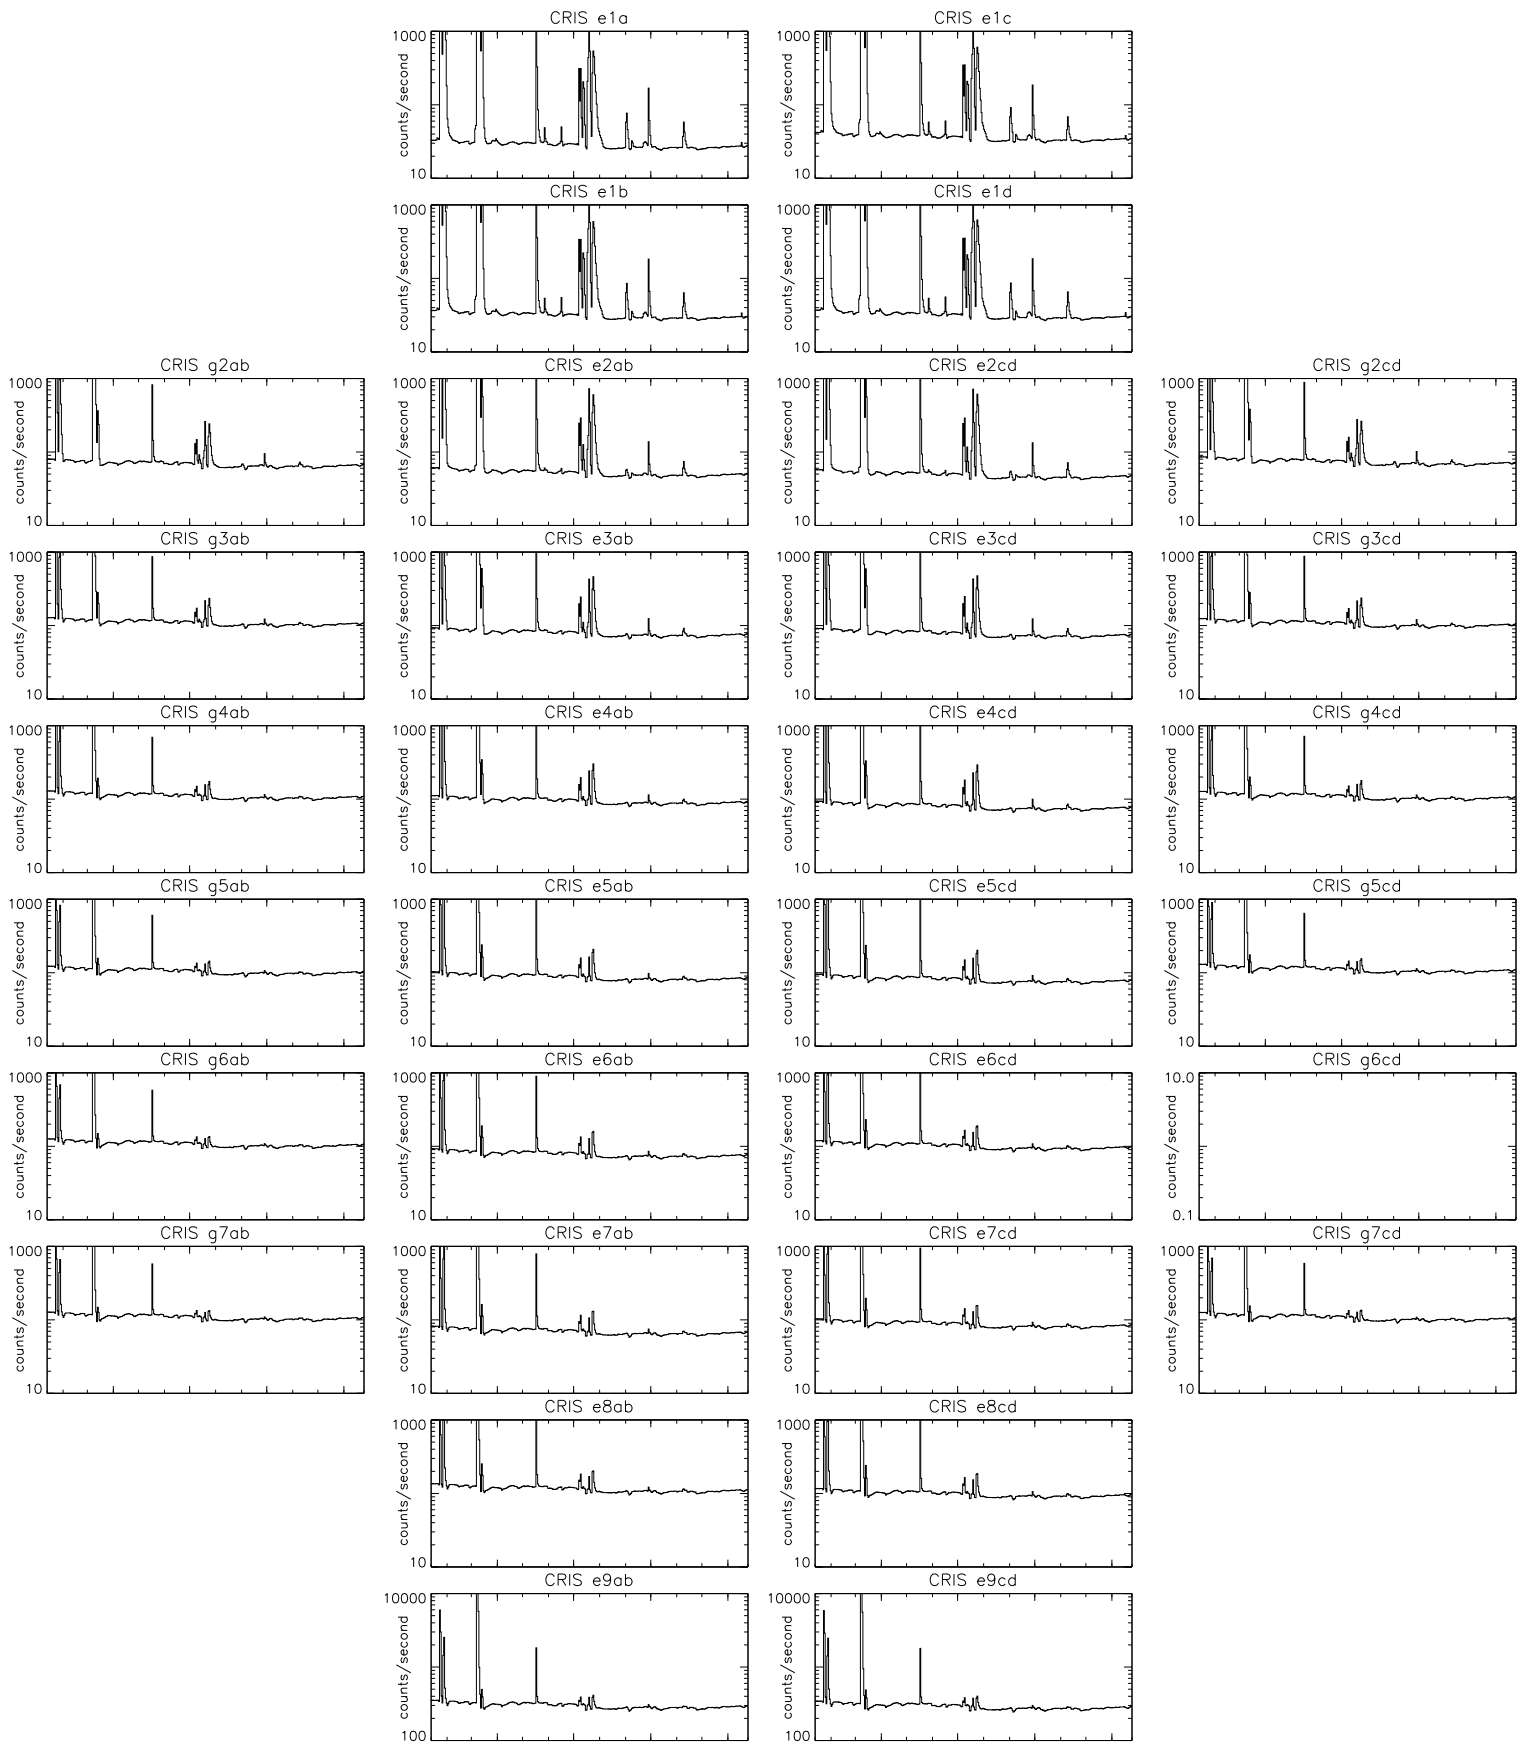 CRIS e1a
CRIS e1c
1000
counts/second
10
1000
counts/second
10
CRIS e1b
CRIS e1d
1000
counts/second
10
1000
counts/second
10
CRIS g2ab
CRIS e2ab
CRIS e2cd
CRIS g2cd
1000
counts/second
10
1000
counts/second
10
1000
counts/second
10
1000
counts/second
10
CRIS g3ab
CRIS e3ab
CRIS e3cd
CRIS g3cd
1000
counts/second
10
1000
counts/second
10
1000
counts/second
10
1000
counts/second
10
CRIS g4ab
CRIS e4ab
CRIS e4cd
CRIS g4cd
1000
counts/second
10
1000
counts/second
10
1000
counts/second
10
1000
counts/second
10
CRIS g5ab
CRIS e5ab
CRIS e5cd
CRIS g5cd
1000
counts/second
10
1000
counts/second
10
1000
counts/second
10
1000
counts/second
10
CRIS g6ab
CRIS e6ab
CRIS e6cd
CRIS g6cd
1000
counts/second
10
1000
counts/second
10
1000
counts/second
10
10.0
counts/second
0.1
CRIS g7ab
CRIS e7ab
CRIS e7cd
CRIS g7cd
1000
counts/second
10
1000
counts/second
10
1000
counts/second
10
1000
counts/second
10
CRIS e8ab
CRIS e8cd
1000
counts/second
10
1000
counts/second
10
CRIS e9ab
CRIS e9cd
10000
counts/second
100
10000
counts/second
100